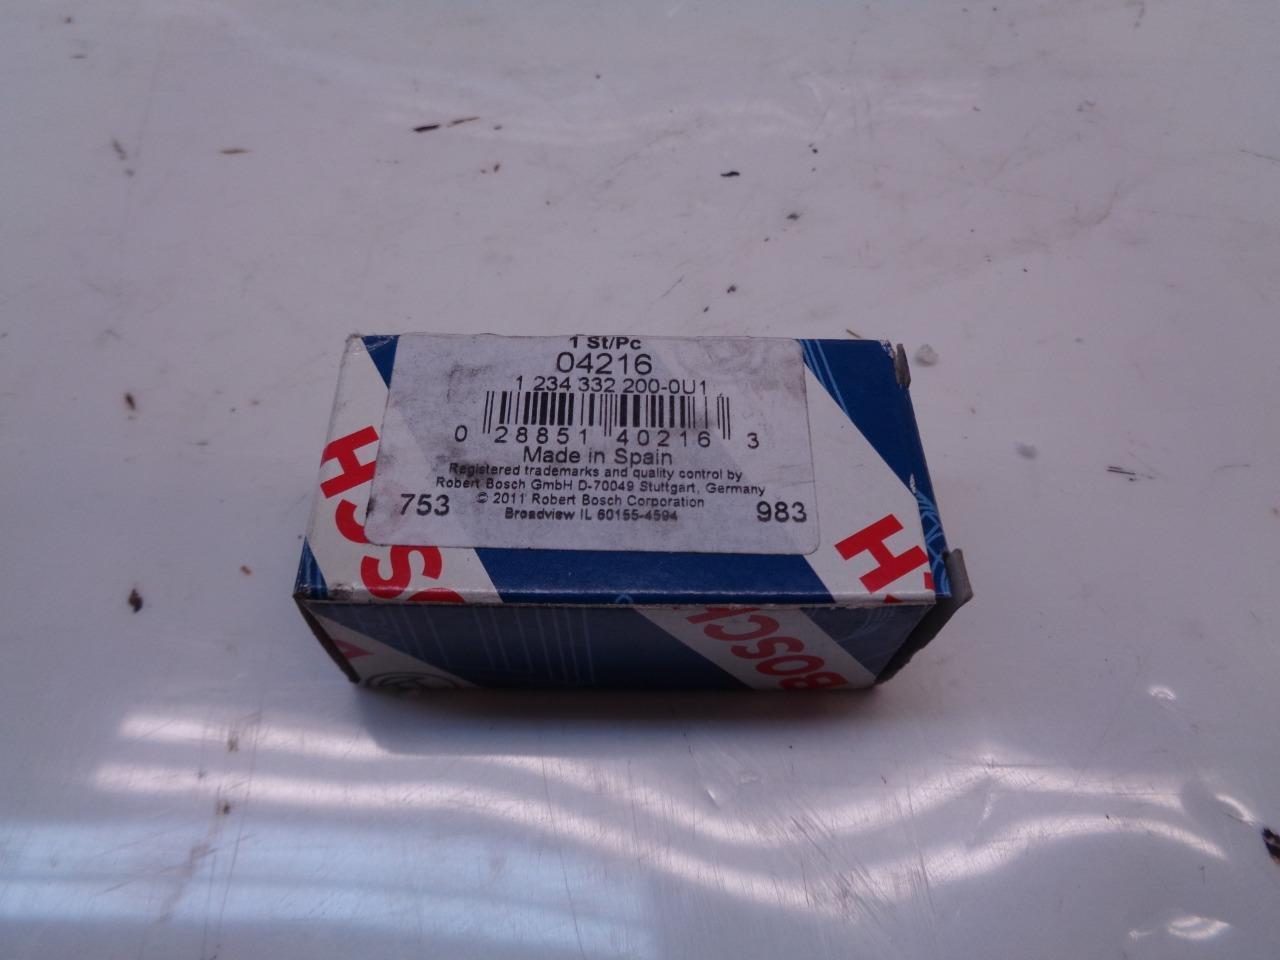 1 St/Pc
04216
1 234 332 200-0U1
0 28851 40216 3
Made in Spain
Registered trademarks and quality control by
Robert Bosch GmbH D-70049 Stuttgart, Germany
© 2011 Robert Bosch Corporation
Broadview IL 60155-4594
753 983
BOSCH